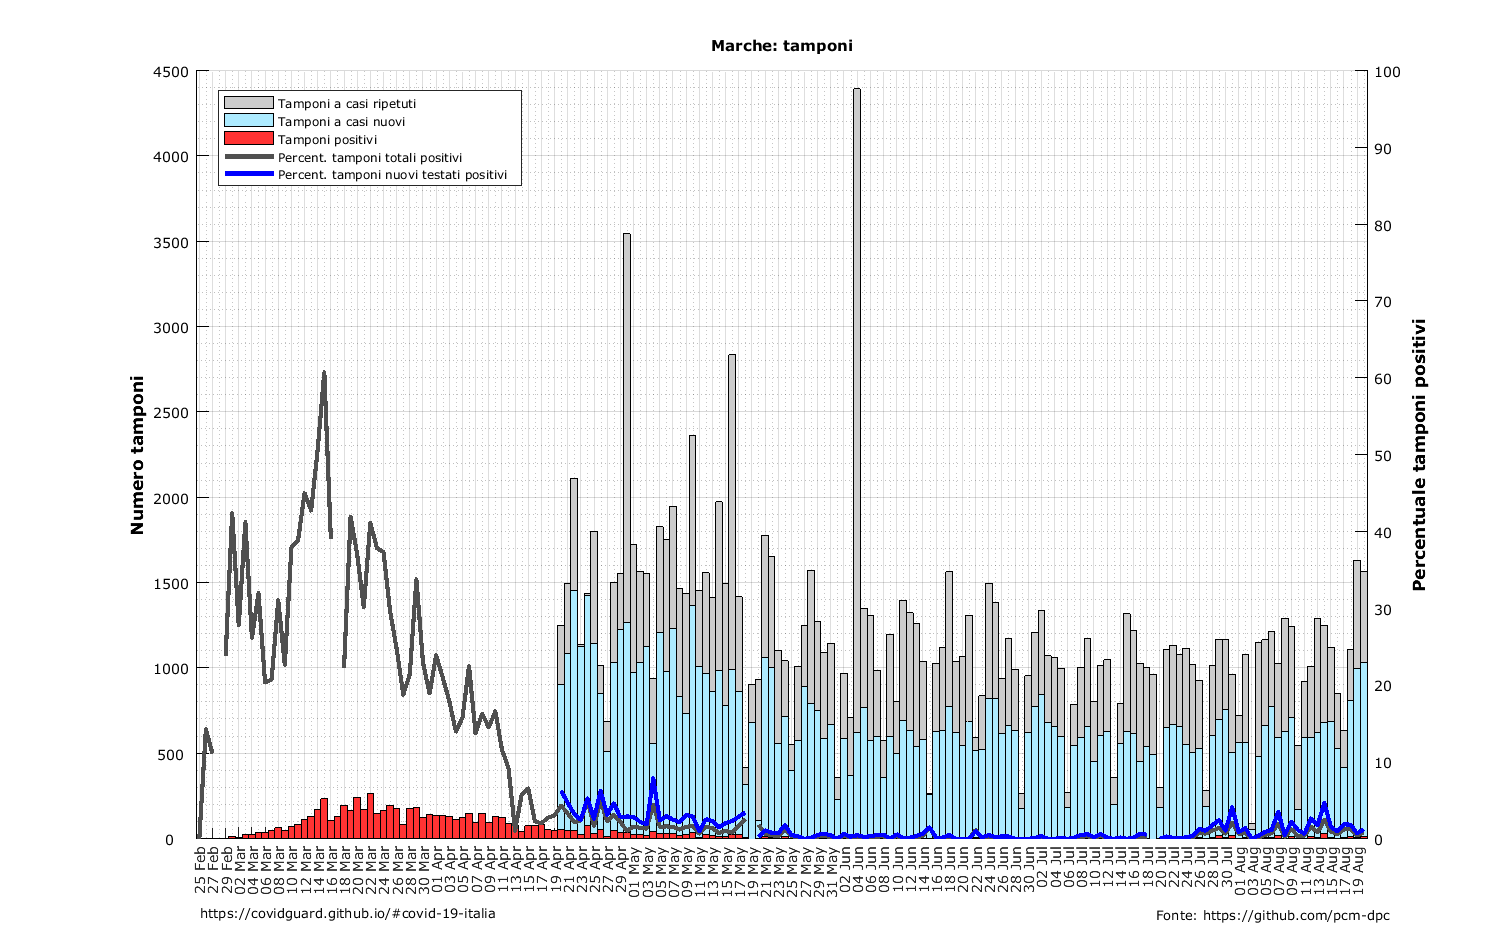 Marche: tamponi
Tamponi a casi ripetuti
Tamponi a casi nuovi
Tamponi positivi
Percent. tamponi totali positivi
Percent. tamponi nuovi testati positivi
Numero tamponi
4500
4000
3500
3000
2500
2000
1500
1000
500
0
Percentuale tamponi positivi
100
90
80
70
60
50
40
30
20
10
0
25 Feb
27 Feb
29 Feb
02 Mar
04 Mar
06 Mar
08 Mar
10 Mar
12 Mar
14 Mar
16 Mar
18 Mar
20 Mar
22 Mar
24 Mar
26 Mar
28 Mar
30 Mar
01 Apr
03 Apr
05 Apr
07 Apr
09 Apr
11 Apr
13 Apr
15 Apr
17 Apr
19 Apr
21 Apr
23 Apr
25 Apr
27 Apr
29 Apr
01 May
03 May
05 May
07 May
09 May
11 May
13 May
15 May
17 May
19 May
21 May
23 May
25 May
27 May
29 May
31 May
02 Jun
04 Jun
06 Jun
08 Jun
10 Jun
12 Jun
14 Jun
16 Jun
18 Jun
20 Jun
22 Jun
24 Jun
26 Jun
28 Jun
30 Jun
02 Jul
04 Jul
06 Jul
08 Jul
10 Jul
12 Jul
14 Jul
16 Jul
18 Jul
20 Jul
22 Jul
24 Jul
26 Jul
28 Jul
30 Jul
01 Aug
03 Aug
05 Aug
07 Aug
09 Aug
11 Aug
13 Aug
15 Aug
17 Aug
19 Aug
https://covidguard.github.io/#covid-19-italia
Fonte: https://github.com/pcm-dpc